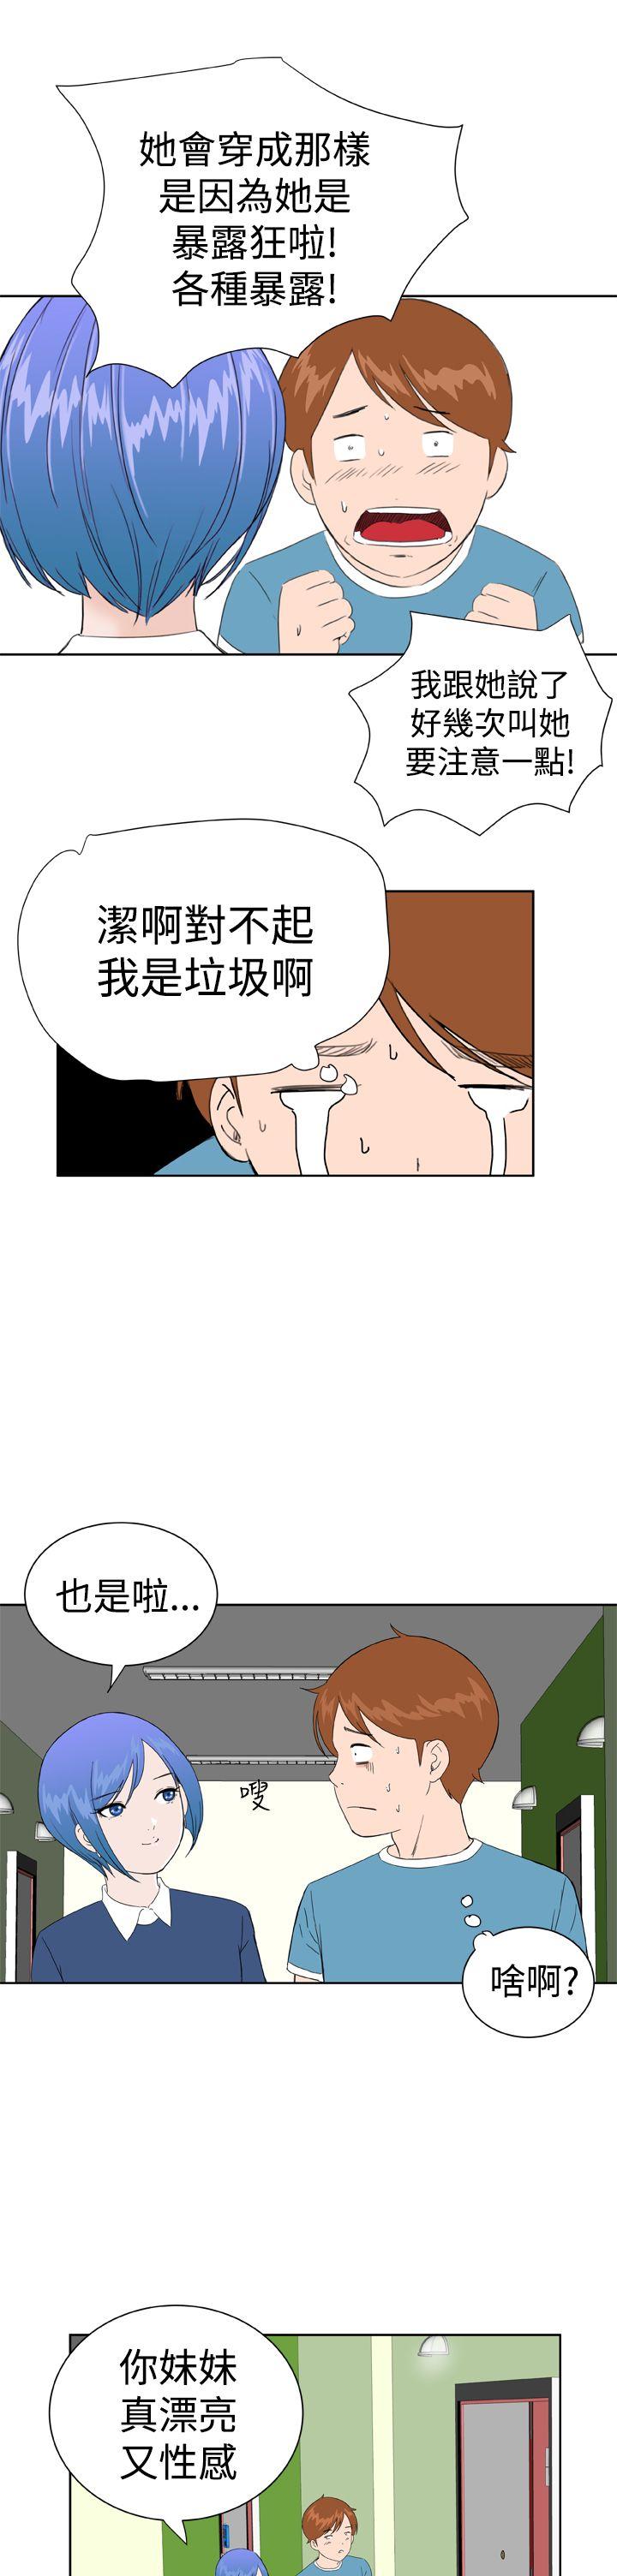 她會穿成那樣
是因為她是
暴露狂啦!
各種暴露!
我跟她說了
好幾次叫她
要注意一點!
潔啊對不起
我是垃圾啊
也是啦...
嗖
啥啊?
你妹妹
真漂亮
又性感